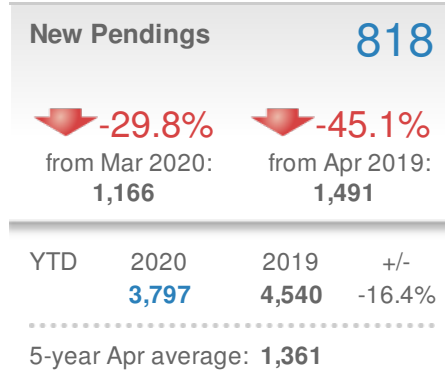 New Pendings 818
-29.8% -45.1%
from Mar 2020: from Apr 2019:
1,166 1,491
YTD 2020 2019 +/-
3,797 4,540 -16.4%
5-year Apr average: 1,361